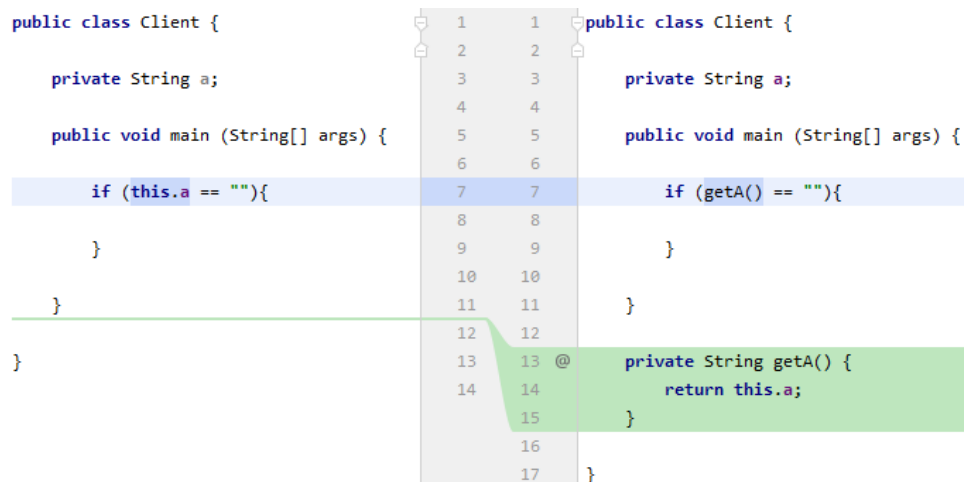 public class Client { 1 1 public class Client {
2 2
private String a; 3 3 private String a;
4 4
public void main (String[] args) { 5 5 public void main (String[] args) {
6 6
if (this.a == ""){ 7 7 if (getA() == ""){
8 8
} 9 9 }
10 10
} 11 11 }
12 12
} 13 13 @ private String getA() {
14 14 return this.a;
15 }
16
17 }